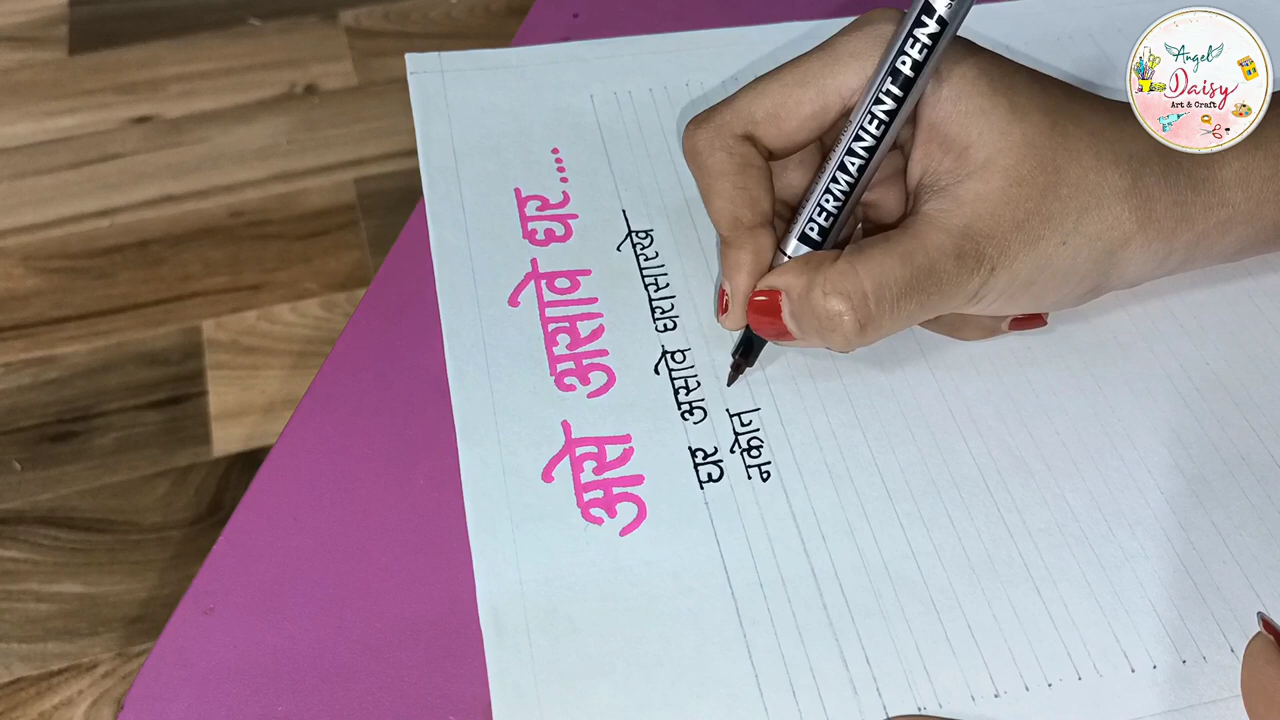 असे असावे घर...
घर असावे घरासारखे
नकोत
PERMANENT PEN
Angel
Daisy
Art & Craft